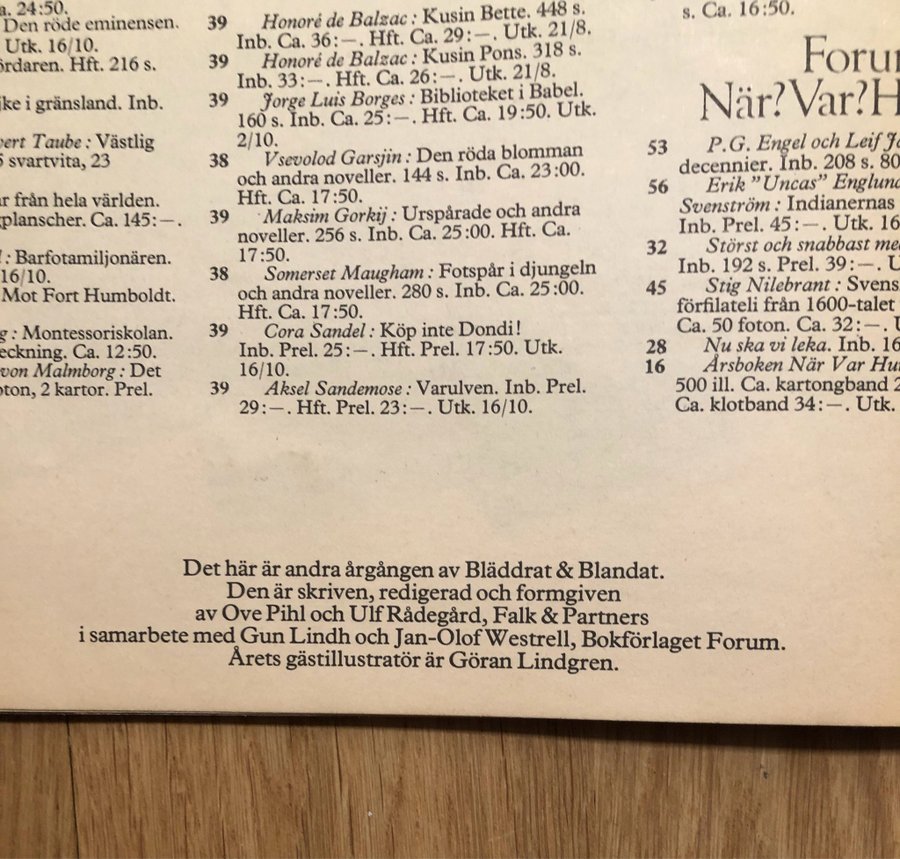 a. 24:50.
Den röde eminensen.
Utk. 16/10.
Hft. 216 s.
i gränsland. Inb.
Taube : Västlig
svartvita, 23
från hela världen.
Ca. 145:—.
: Barfotamiljonären.
16/10.
Mot Fort Humboldt.
: Montessoriskolan.
Ca. 12:50.
von Malmborg : Det
2 kartor. Prel.
39 Honoré de Balzac : Kusin Bette. 448 s.
Inb. Ca. 36:—. Hft. Ca. 29:—. Utk. 21/8.
39 Honoré de Balzac : Kusin Pons. 318 s.
Inb. 33:—. Hft. Ca. 26:—. Utk. 21/8.
39 Jorge Luis Borges : Biblioteket i Babel.
160 s. Inb. Ca. 25:—. Hft. Ca. 19:50. Utk.
2/10.
38 Vsevolod Garsjin : Den röda blomman
och andra noveller. 144 s. Inb. Ca. 23:00.
Hft. Ca. 17:50.
39 Maksim Gorkij : Urspårade och andra
noveller. 256 s. Inb. Ca. 25:00. Hft. Ca.
17:50.
38 Somerset Maugham : Fotspår i djungeln
och andra noveller. 280 s. Inb. Ca. 25:00.
Hft. Ca. 17:50.
39 Cora Sandel : Köp inte Dondi!
Inb. Prel. 25:—. Hft. Prel. 17:50. Utk.
16/10.
39 Aksel Sandemose : Varulven. Inb. Prel.
29:—. Hft. Prel. 23:—. Utk. 16/10.
s. Ca. 16:50.
Foru
När?Var?H
53 P.G. Engel och Leif
decennier. Inb. 208 s. 80
56 Erik "Uncas" Englund
Svenström : Indianernas
Inb. Prel. 45:—. Utk. 16
32 Störst och snabbast me
Inb. 192 s. Prel. 39:—. U
45 Stig Nilebrant : Svens
förfilateli från 1600-talet
Ca. 50 foton. Ca. 32:—. U
28 Nu ska vi leka. Inb. 16
16 Årsboken När Var Hu
500 ill. Ca. kartongband 2
Ca. klotband 34:—. Utk.
Det här är andra årgången av Bläddrat & Blandat.
Den är skriven, redigerad och formgiven
av Ove Pihl och Ulf Rådegård, Falk & Partners
i samarbete med Gun Lindh och Jan-Olof Westrell, Bokförlaget Forum.
Årets gästillustratör är Göran Lindgren.